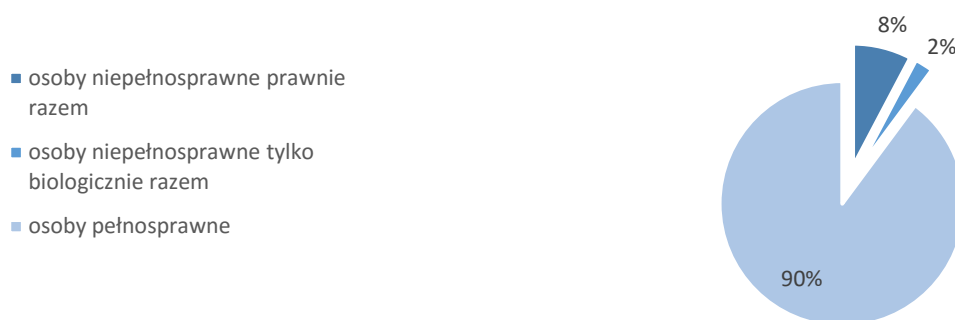 osoby niepełnosprawne prawnie
razem
osoby niepełnosprawne tylko
biologicznie razem
osoby pełnosprawne
8%
2%
90%